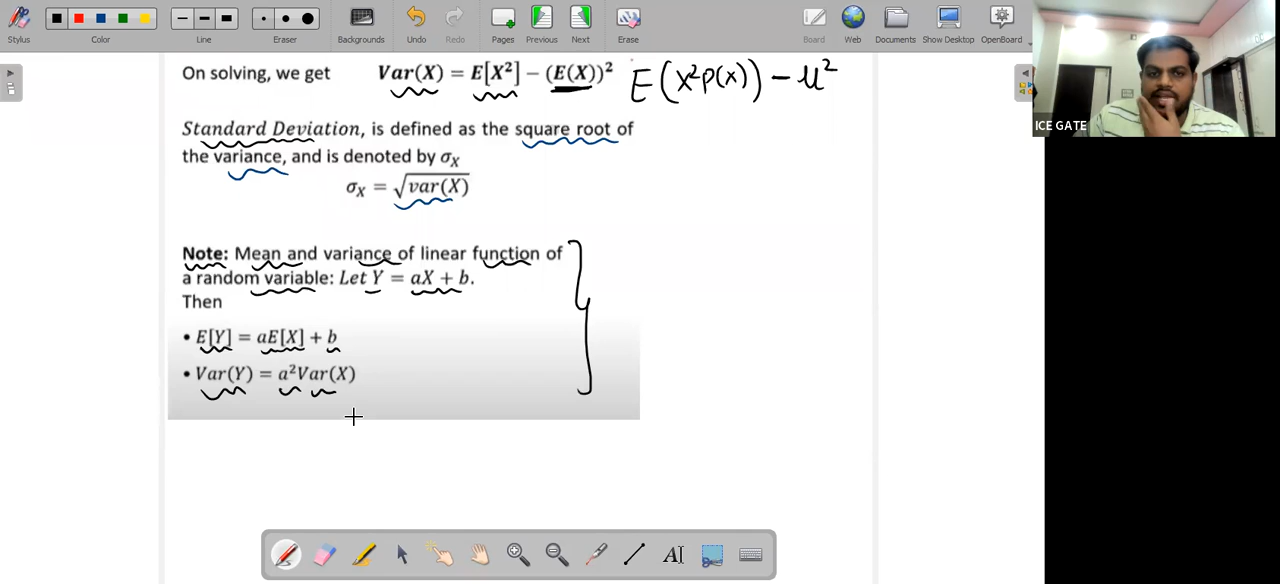 Stylus Color Line Eraser Backgrounds Undo Redo Pages Previous Next Erase Board Web Documents Show Desktop OpenBoard
On solving, we get Var(X) = E[X²] − (E(X))² E(x²p(x)) − μ²
ICE GATE
Standard Deviation, is defined as the square root of
the variance, and is denoted by σ_X
σ_X = √var(X)
Note: Mean and variance of linear function of
a random variable: Let Y = aX + b.
Then
• E[Y] = aE[X] + b
• Var(Y) = a²Var(X)